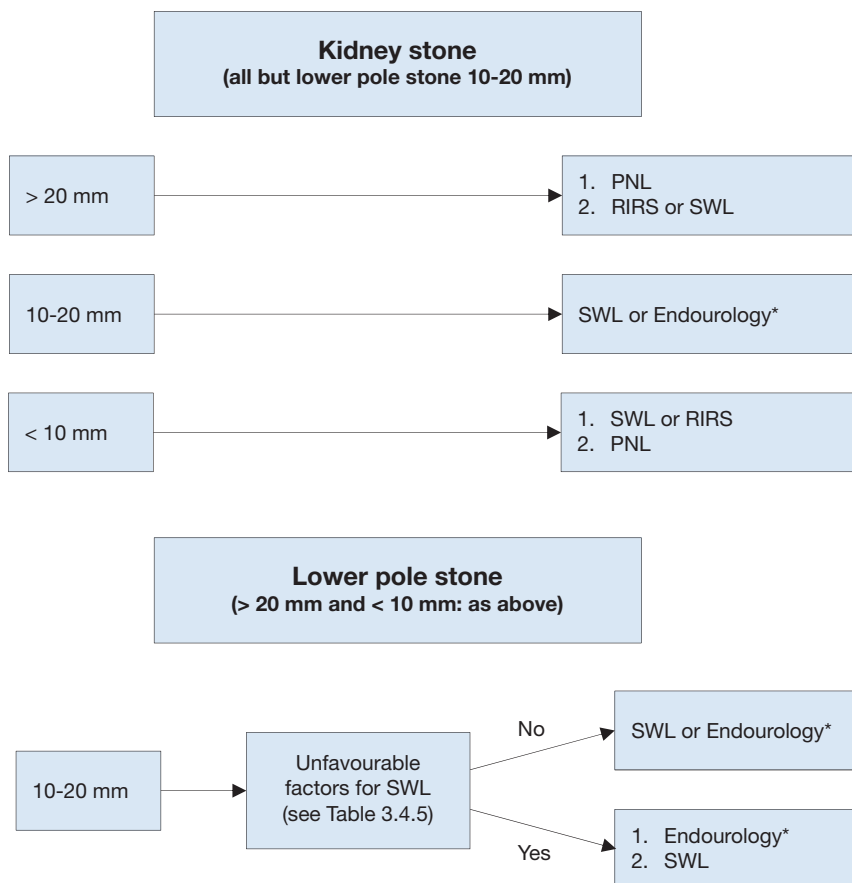 Kidney stone
(all but lower pole stone 10-20 mm)
> 20 mm
1. PNL
2. RIRS or SWL
10-20 mm
SWL or Endourology*
< 10 mm
1. SWL or RIRS
2. PNL
Lower pole stone
(> 20 mm and < 10 mm: as above)
10-20 mm
Unfavourable
factors for SWL
(see Table 3.4.5)
No
SWL or Endourology*
Yes
1. Endourology*
2. SWL